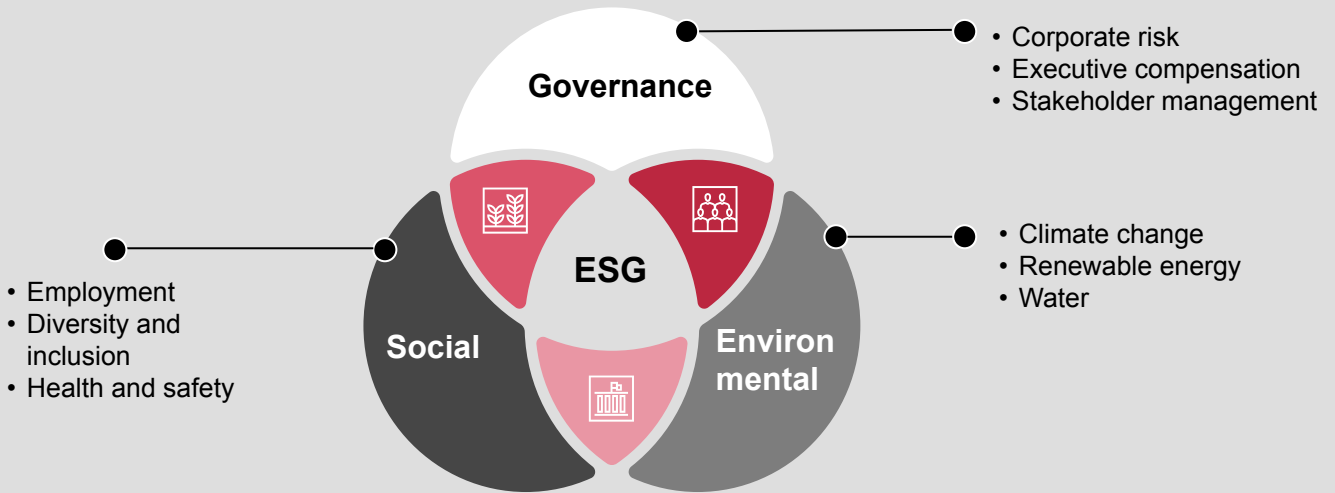 Governance
• Corporate risk
• Executive compensation
• Stakeholder management
ESG
• Climate change
• Renewable energy
• Water
• Employment
• Diversity and
inclusion
• Health and safety
Social
Environ
mental